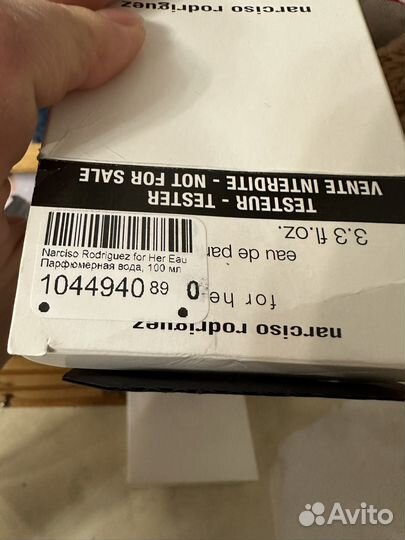 narciso rodriguez
TESTEUR - TESTER
VENTE INTERDITE - NOT FOR SALE
Narciso Rodriguez for Her Eau
Парфюмерная вода, 100 мл
1044940 89 0
narciso rodriguez
for he
eau de par
3.3 fl.oz.
Avito